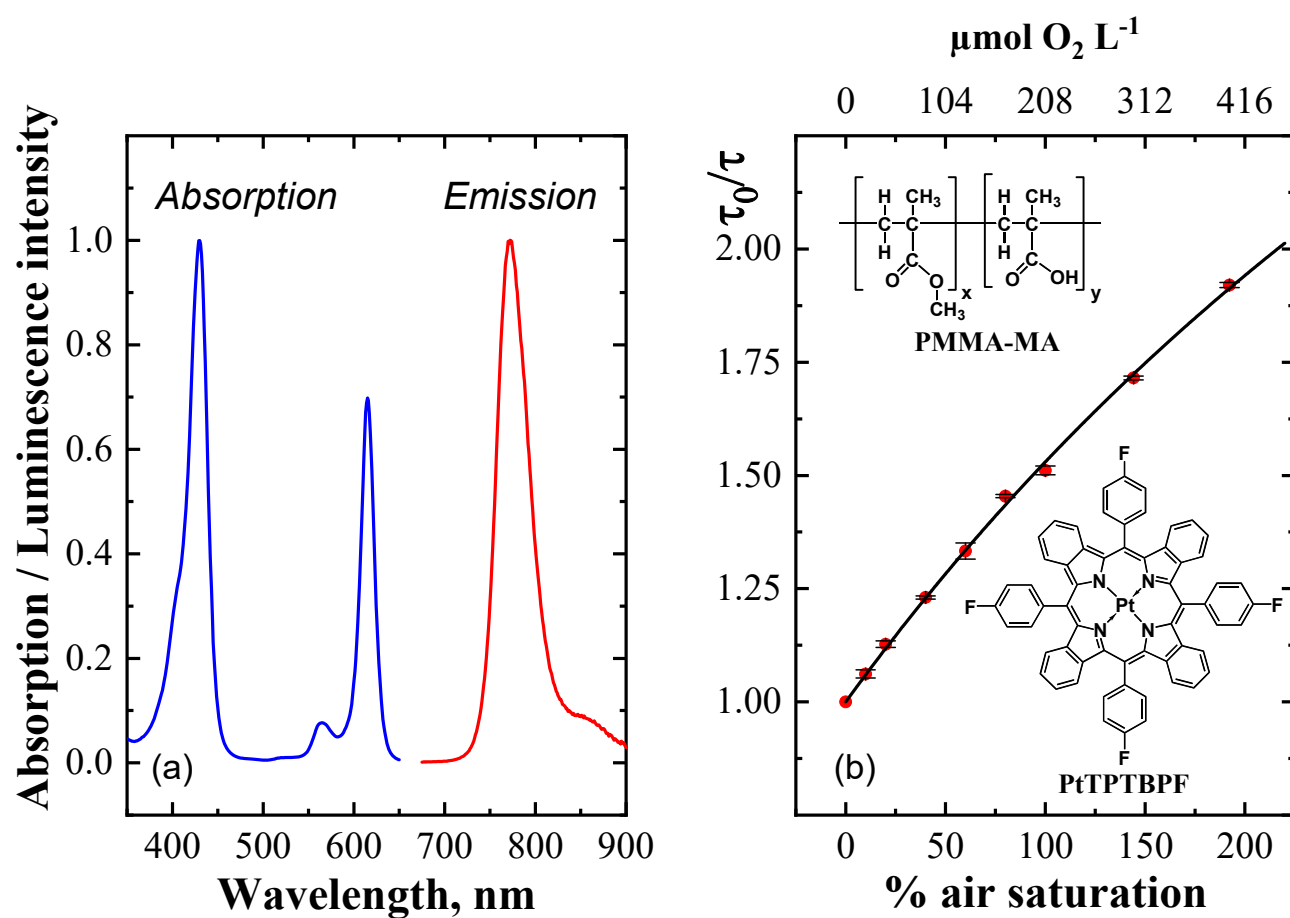 Absorption / Luminescence intensity
1.0
0.8
0.6
0.4
0.2
0.0
Absorption
Emission
(a)
400 500 600 700 800 900
Wavelength, nm
µmol O₂ L⁻¹
0 104 208 312 416
τ₀/τ
2.00
1.75
1.50
1.25
1.00
H CH₃ H CH₃
C C C C
H H
C C
O O O OH
x y
CH₃
PMMA-MA
F
N N
F Pt F
N N
F
PtTPTBPF
(b)
0 50 100 150 200
% air saturation